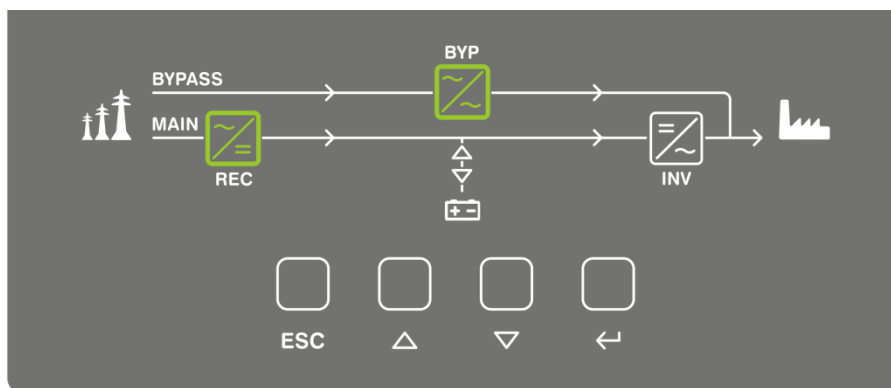 BYP
BYPASS
MAIN
REC
INV
ESC